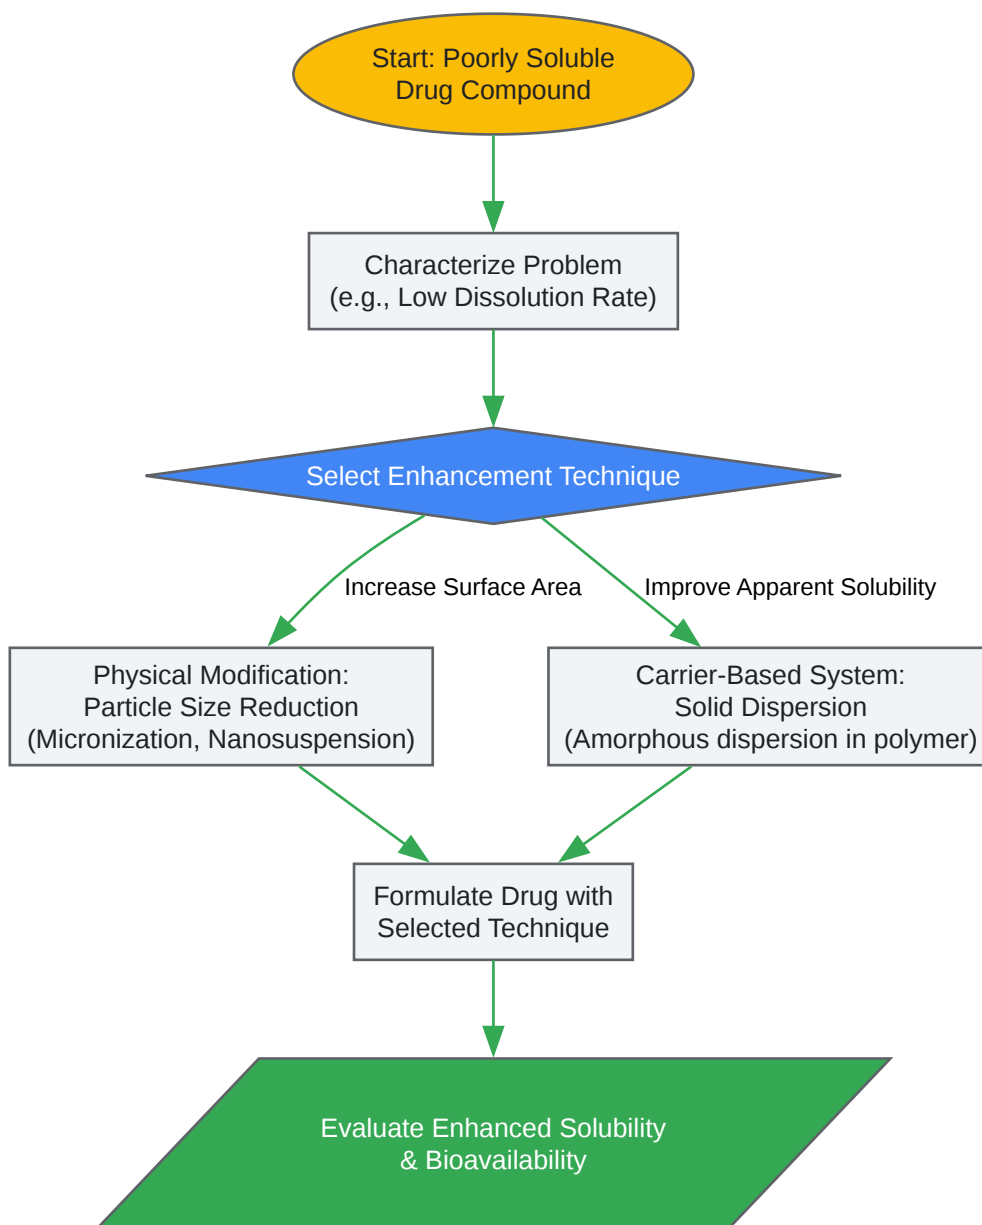 Start: Poorly Soluble
Drug Compound
Characterize Problem
(e.g., Low Dissolution Rate)
Select Enhancement Technique
Increase Surface Area
Improve Apparent Solubility
Physical Modification:
Particle Size Reduction
(Micronization, Nanosuspension)
Carrier-Based System:
Solid Dispersion
(Amorphous dispersion in polymer)
Formulate Drug with
Selected Technique
Evaluate Enhanced Solubility
& Bioavailability